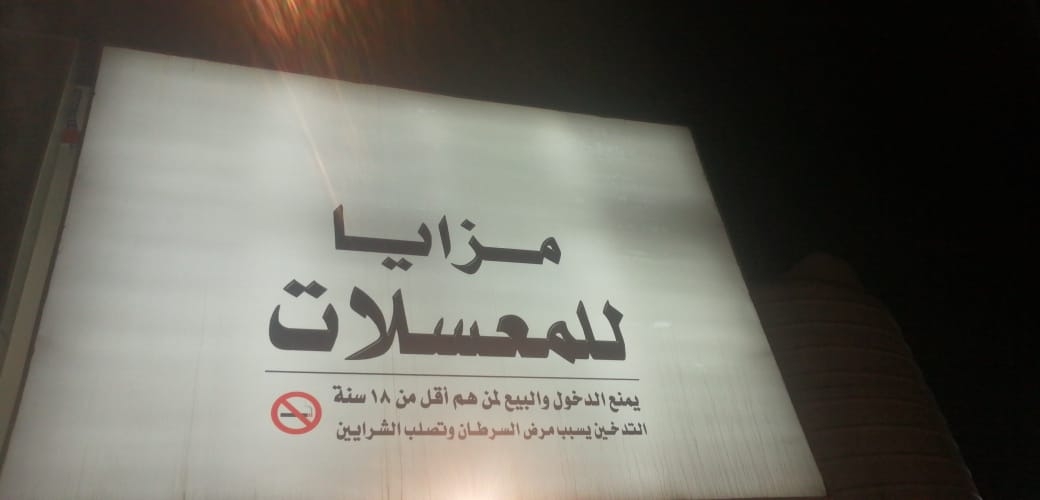 مزايا
للمعسلات
يمنع الدخول والبيع لمن هم أقل من ١٨ سنة
التدخين يسبب مرض السرطان وتصلب الشرايين